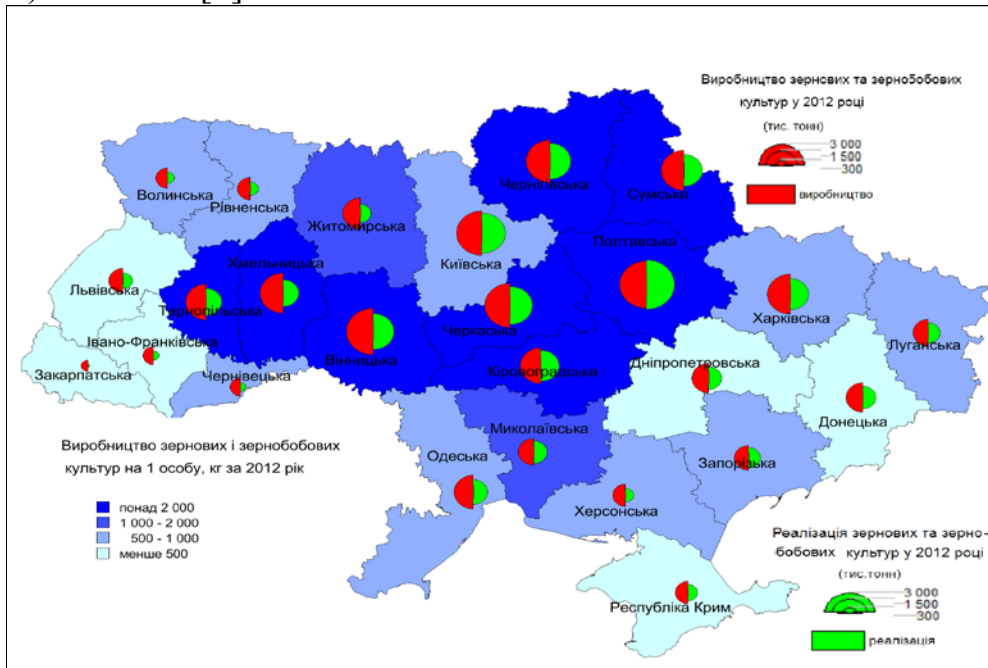 Виробництво зернових та зернобобових
культур у 2012 році
(тис. тонн)
3 000
1 500
300
виробництво
Чернігівська
Сумська
Волинська
Рівненська
Житомирська
Київська
Полтавська
Хмельницька
Львівська
Тернопільська
Черкаська
Харківська
Вінницька
Луганська
Івано-Франківська
Закарпатська
Чернівецька
Кіровоградська
Дніпропетровська
Донецька
Миколаївська
Одеська
Запорізька
Херсонська
Республіка Крим
Виробництво зернових і зернобобових
культур на 1 особу, кг за 2012 рік
понад 2 000
1 000 - 2 000
500 - 1 000
менше 500
Реалізація зернових та зерно-
бобових культур у 2012 році
(тис.тонн)
3 000
1 500
300
реалізація